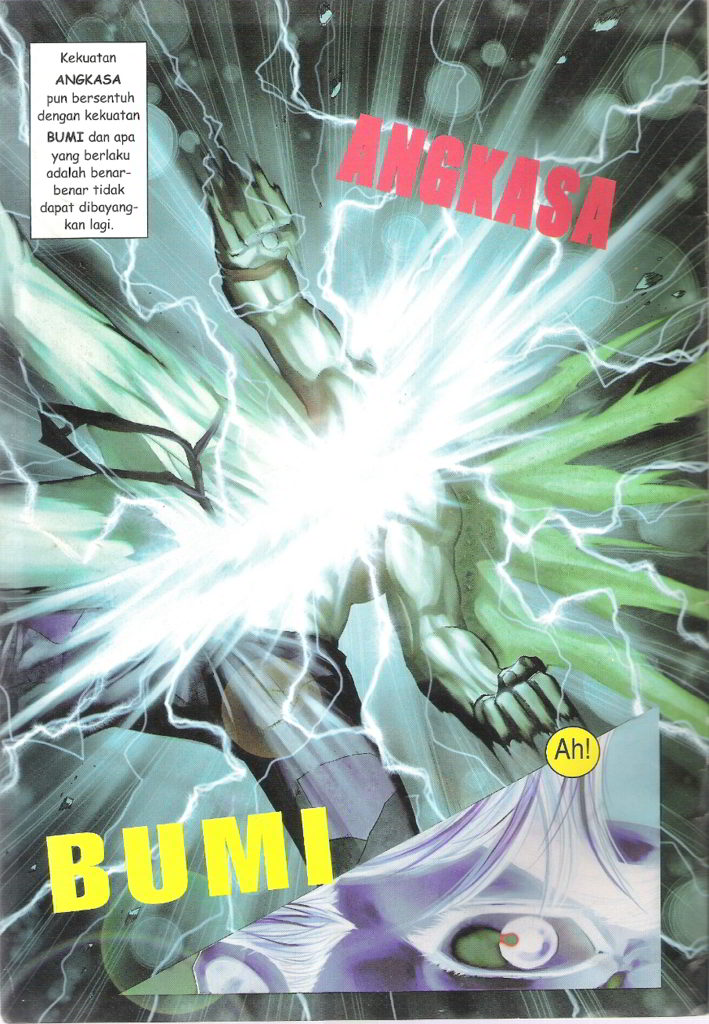 Kekuatan
ANGKASA
pun bersentuh
dengan kekuatan
BUMI dan apa
yang berlaku
adalah benar-
benar tidak
dapat dibayang-
kan lagi.
ANGKASA
Ah!
BUMI